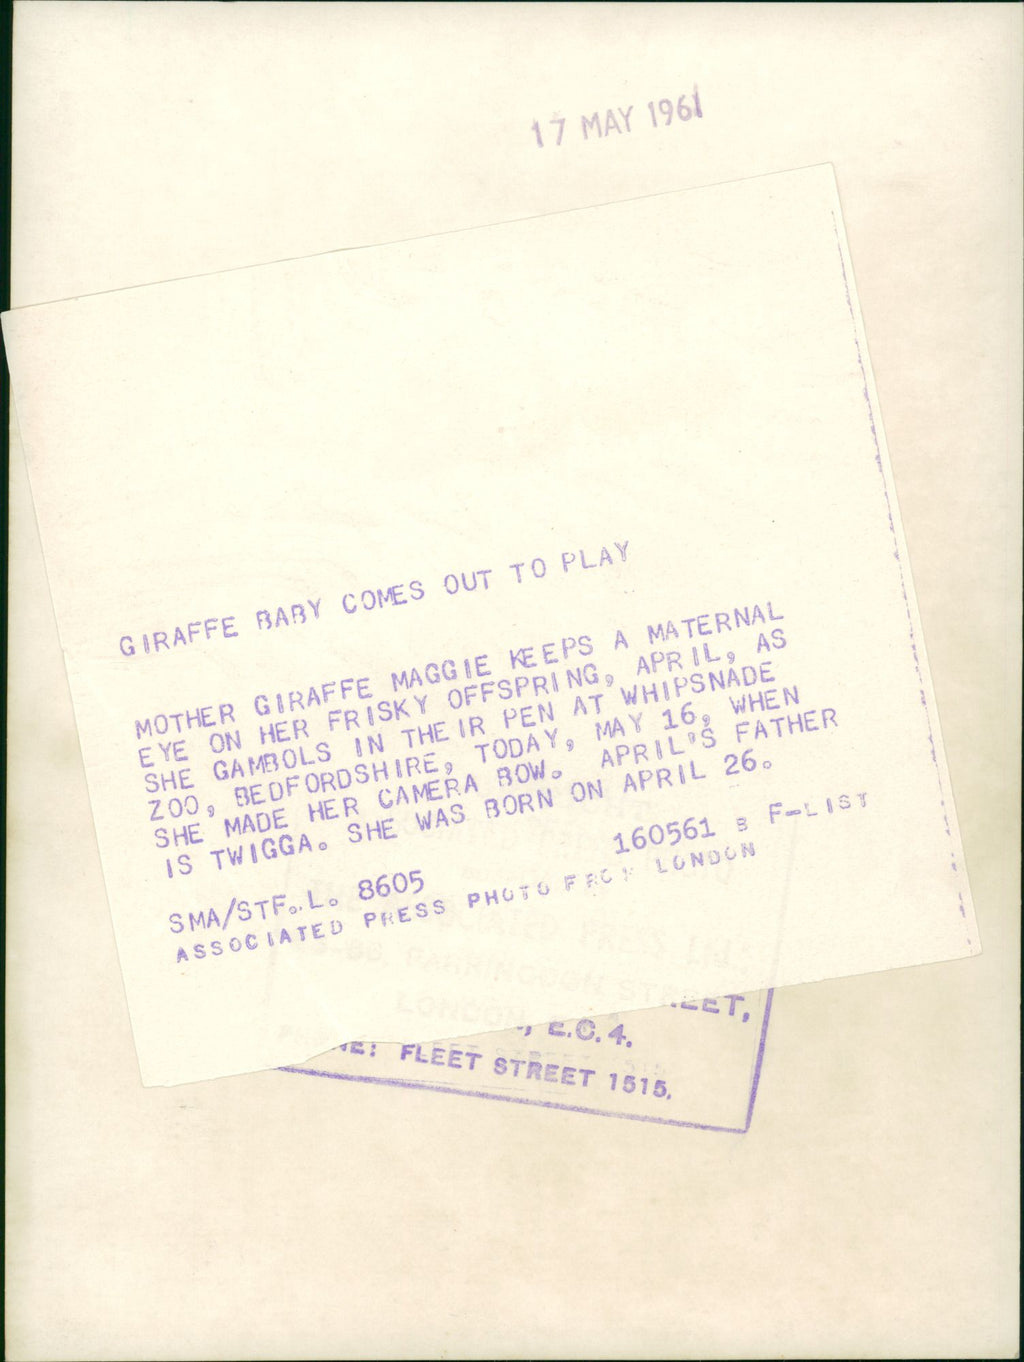 17 MAY 1961
GIRAFFE BABY COMES OUT TO PLAY
MOTHER GIRAFFE MAGGIE KEEPS A MATERNAL
EYE ON HER FRISKY OFFSPRING, APRIL, AS
SHE GAMBOLS IN THEIR PEN AT WHIPSNADE
ZOO, BEDFORDSHIRE, TODAY, MAY 16, WHEN
SHE MADE HER CAMERA BOW. APRIL'S FATHER
IS TWIGGA. SHE WAS BORN ON APRIL 26.
SMA/STF.L. 8605 160561 B F-LIST
ASSOCIATED PRESS PHOTO FROM LONDON
FARRINGDON STREET,
LONDON, E.C.4.
FLEET STREET 1515.